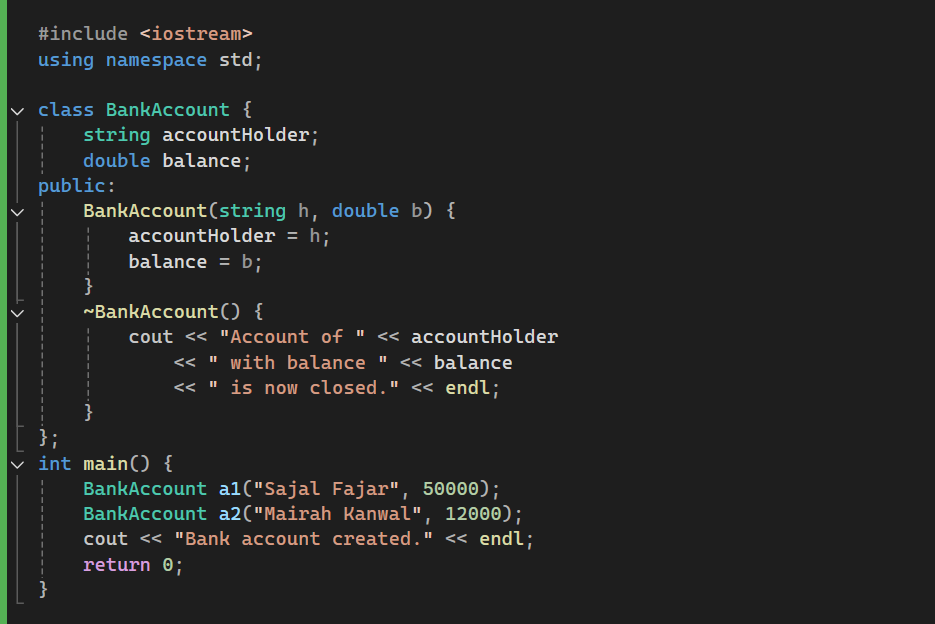 #include <iostream>
using namespace std;

class BankAccount {
    string accountHolder;
    double balance;
public:
    BankAccount(string h, double b) {
        accountHolder = h;
        balance = b;
    }
    ~BankAccount() {
        cout << "Account of " << accountHolder
            << " with balance " << balance
            << " is now closed." << endl;
    }
};
int main() {
    BankAccount a1("Sajal Fajar", 50000);
    BankAccount a2("Mairah Kanwal", 12000);
    cout << "Bank account created." << endl;
    return 0;
}